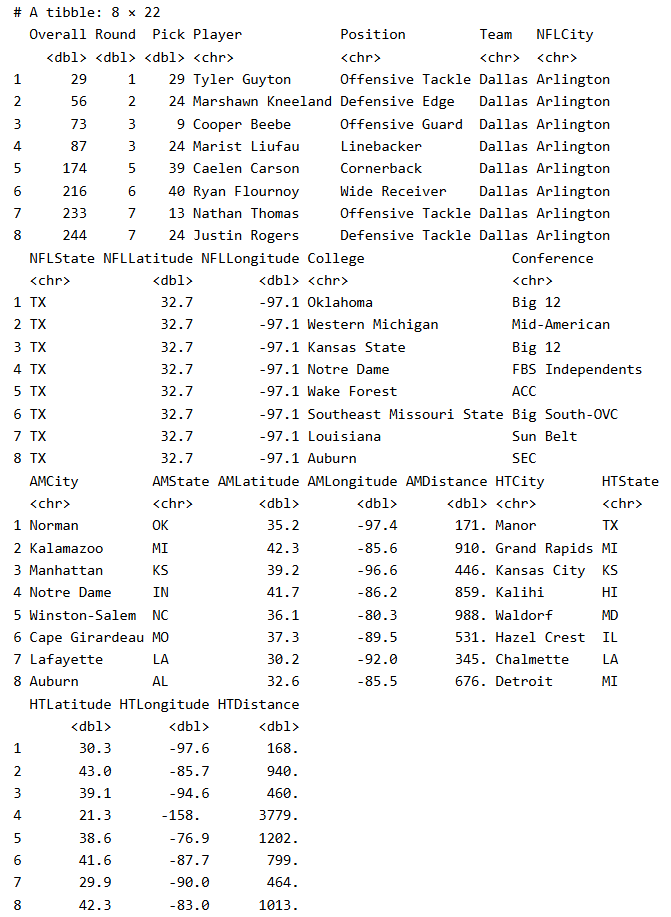 # A tibble: 8 × 22
  Overall Round  Pick Player            Position          Team   NFLCity
    <dbl> <dbl> <dbl> <chr>             <chr>             <chr>  <chr>
1      29     1    29 Tyler Guyton      Offensive Tackle Dallas Arlington
2      56     2    24 Marshawn Kneeland Defensive Edge   Dallas Arlington
3      73     3     9 Cooper Beebe      Offensive Guard  Dallas Arlington
4      87     3    24 Marist Liufau     Linebacker       Dallas Arlington
5     174     5    39 Caelen Carson     Cornerback       Dallas Arlington
6     216     6    40 Ryan Flournoy     Wide Receiver    Dallas Arlington
7     233     7    13 Nathan Thomas     Offensive Tackle Dallas Arlington
8     244     7    24 Justin Rogers     Defensive Tackle Dallas Arlington
  NFLState NFLLatitude NFLLongitude College                 Conference
  <chr>          <dbl>        <dbl> <chr>                   <chr>
1 TX              32.7        -97.1 Oklahoma                Big 12
2 TX              32.7        -97.1 Western Michigan        Mid-American
3 TX              32.7        -97.1 Kansas State            Big 12
4 TX              32.7        -97.1 Notre Dame              FBS Independents
5 TX              32.7        -97.1 Wake Forest             ACC
6 TX              32.7        -97.1 Southeast Missouri State Big South-OVC
7 TX              32.7        -97.1 Louisiana               Sun Belt
8 TX              32.7        -97.1 Auburn                  SEC
  AMCity         AMState AMLatitude AMLongitude AMDistance HTCity       HTState
  <chr>          <chr>        <dbl>       <dbl>      <dbl> <chr>        <chr>
1 Norman         OK            35.2       -97.4       171. Manor        TX
2 Kalamazoo      MI            42.3       -85.6       910. Grand Rapids MI
3 Manhattan      KS            39.2       -96.6       446. Kansas City  KS
4 Notre Dame     IN            41.7       -86.2       859. Kalihi       HI
5 Winston-Salem  NC            36.1       -80.3       988. Waldorf      MD
6 Cape Girardeau MO            37.3       -89.5       531. Hazel Crest  IL
7 Lafayette      LA            30.2       -92.0       345. Chalmette    LA
8 Auburn         AL            32.6       -85.5       676. Detroit      MI
  HTLatitude HTLongitude HTDistance
       <dbl>       <dbl>      <dbl>
1       30.3       -97.6       168.
2       43.0       -85.7       940.
3       39.1       -94.6       460.
4       21.3      -158.       3779.
5       38.6       -76.9      1202.
6       41.6       -87.7       799.
7       29.9       -90.0       464.
8       42.3       -83.0      1013.